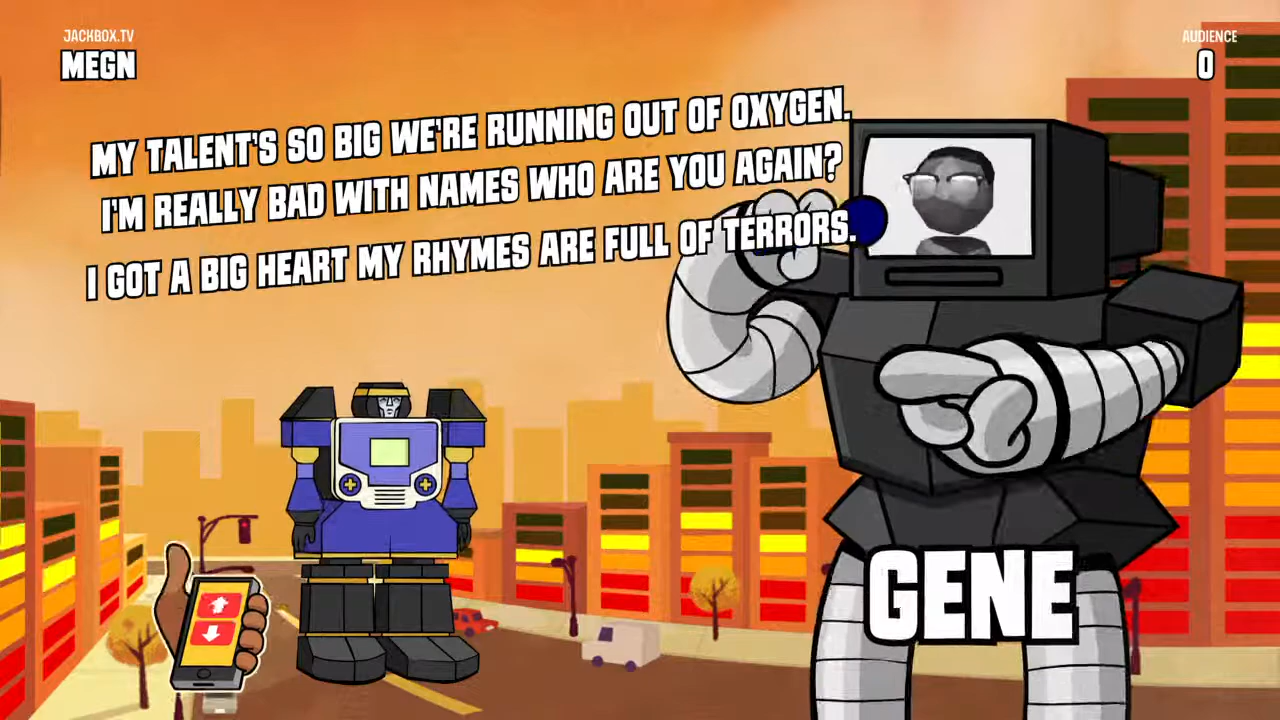 JACKBOX.TV
MEGN
AUDIENCE
0
MY TALENT'S SO BIG WE'RE RUNNING OUT OF OXYGEN.
I'M REALLY BAD WITH NAMES WHO ARE YOU AGAIN?
I GOT A BIG HEART MY RHYMES ARE FULL OF TERRORS.
GENE